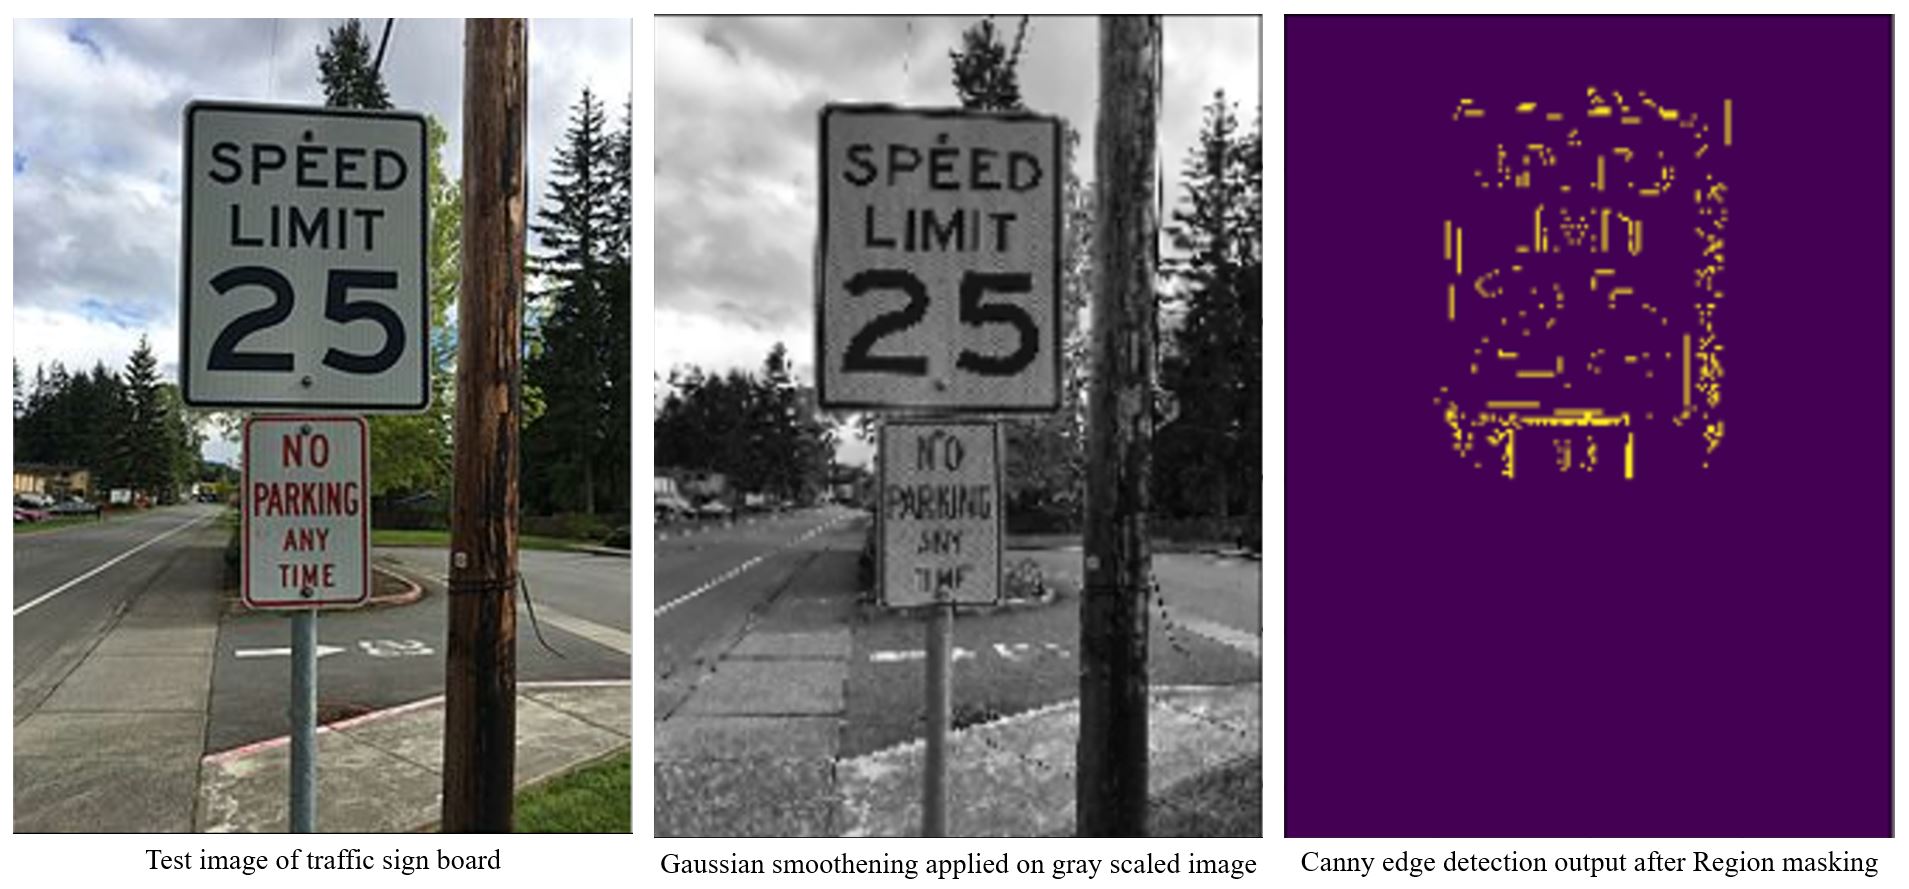 SPEED
LIMIT
25
NO
PARKING
ANY
TIME
SPEED
LIMIT
25
NO
PARKING
ANY
TIME
Test image of traffic sign board
Gaussian smoothening applied on gray scaled image
Canny edge detection output after Region masking